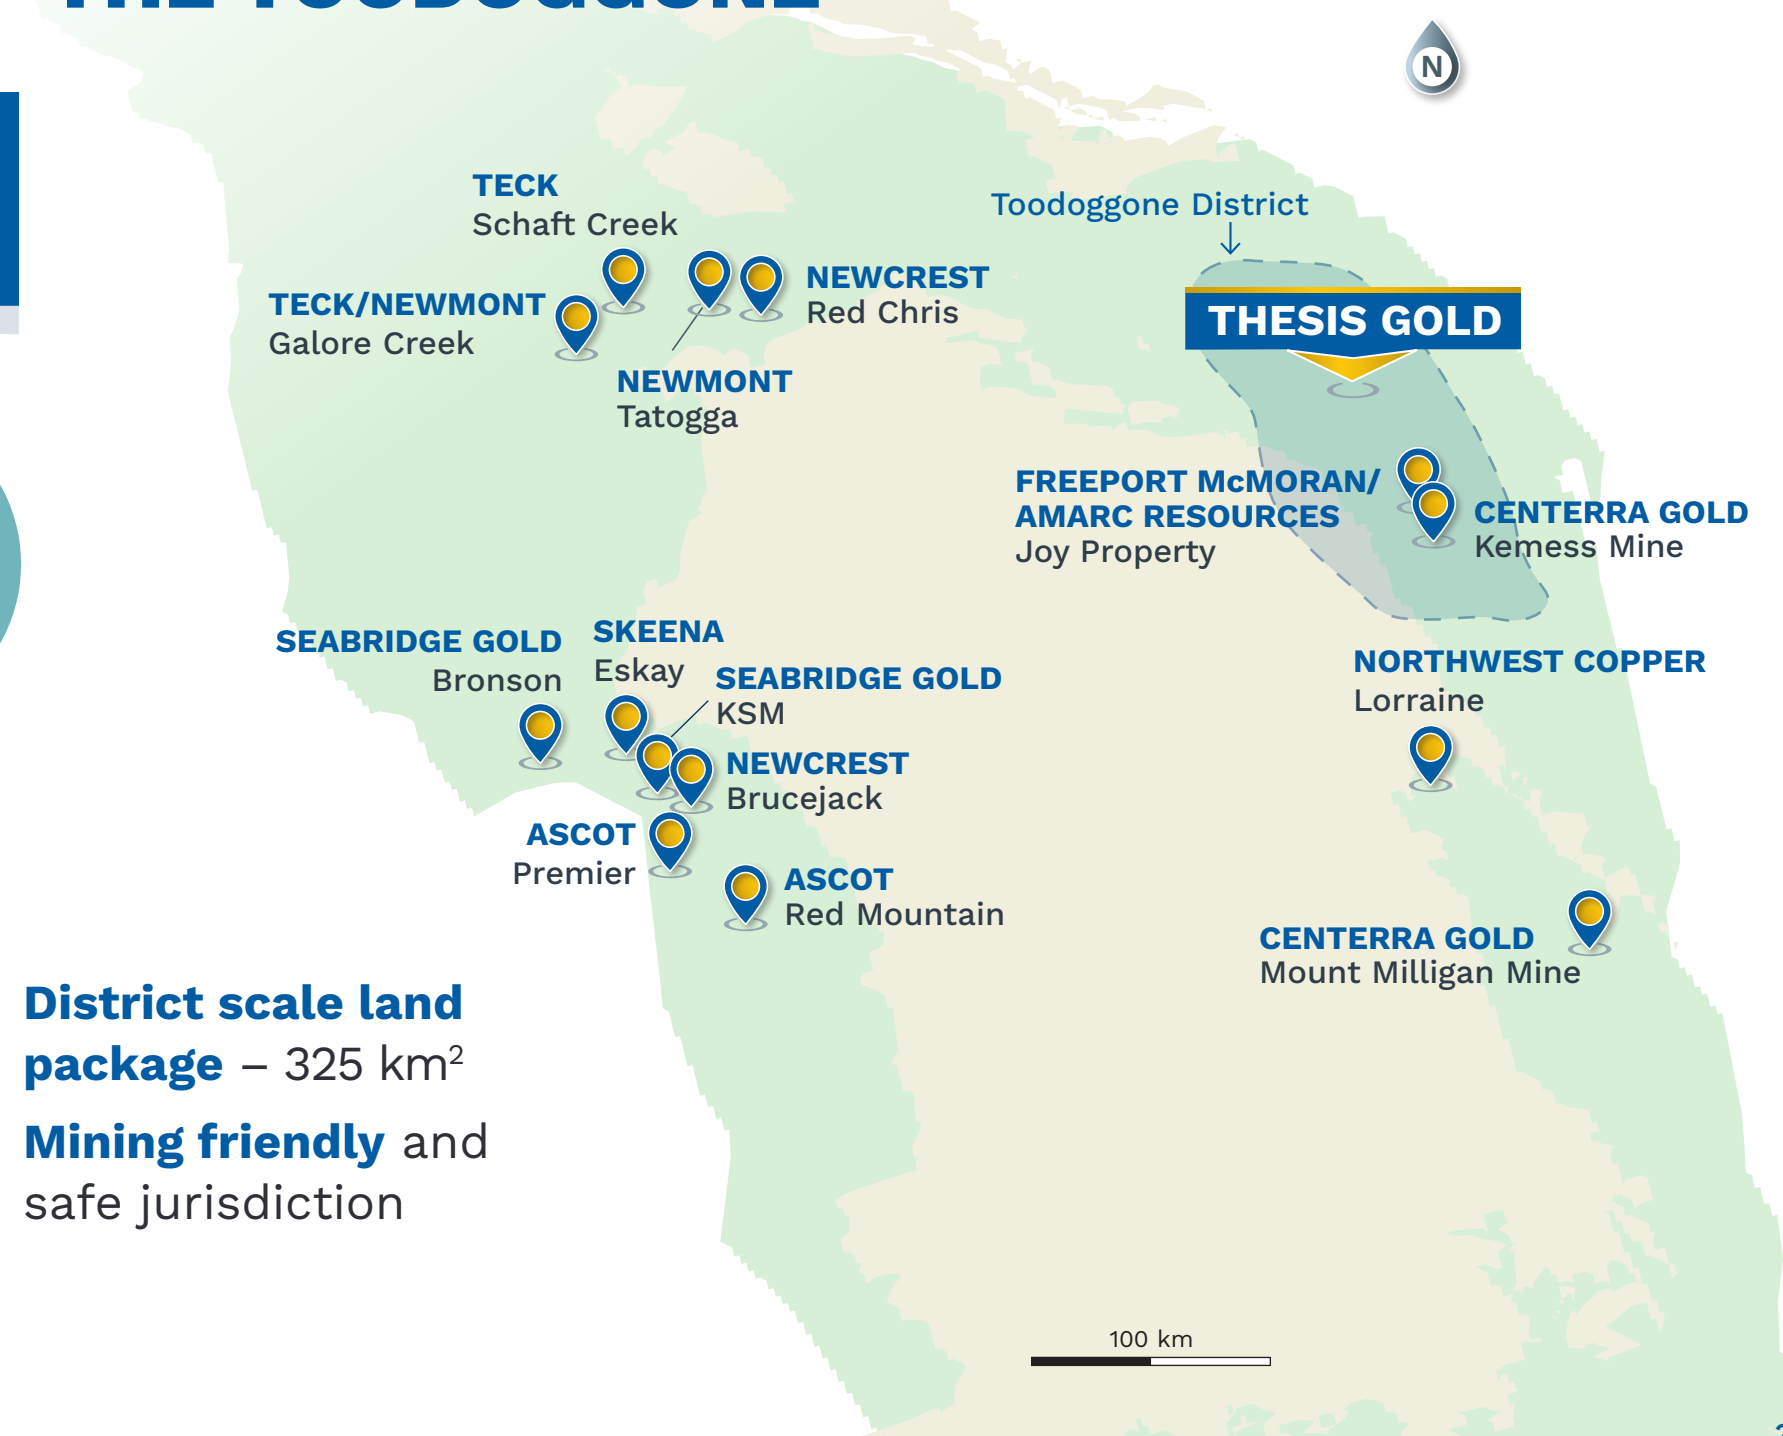 THE TOODOGGONE
N
TECK
Schaft Creek
Toodoggone District
TECK/NEWMONT
Galore Creek
NEWCREST
Red Chris
THESIS GOLD
NEWMONT
Tatogga
FREEPORT McMORAN/
AMARC RESOURCES
Joy Property
CENTERRA GOLD
Kemess Mine
SEABRIDGE GOLD
Bronson
SKEENA
Eskay
SEABRIDGE GOLD
KSM
NORTHWEST COPPER
Lorraine
NEWCREST
Brucejack
ASCOT
Premier
ASCOT
Red Mountain
CENTERRA GOLD
Mount Milligan Mine
District scale land
package – 325 km²
Mining friendly and
safe jurisdiction
100 km